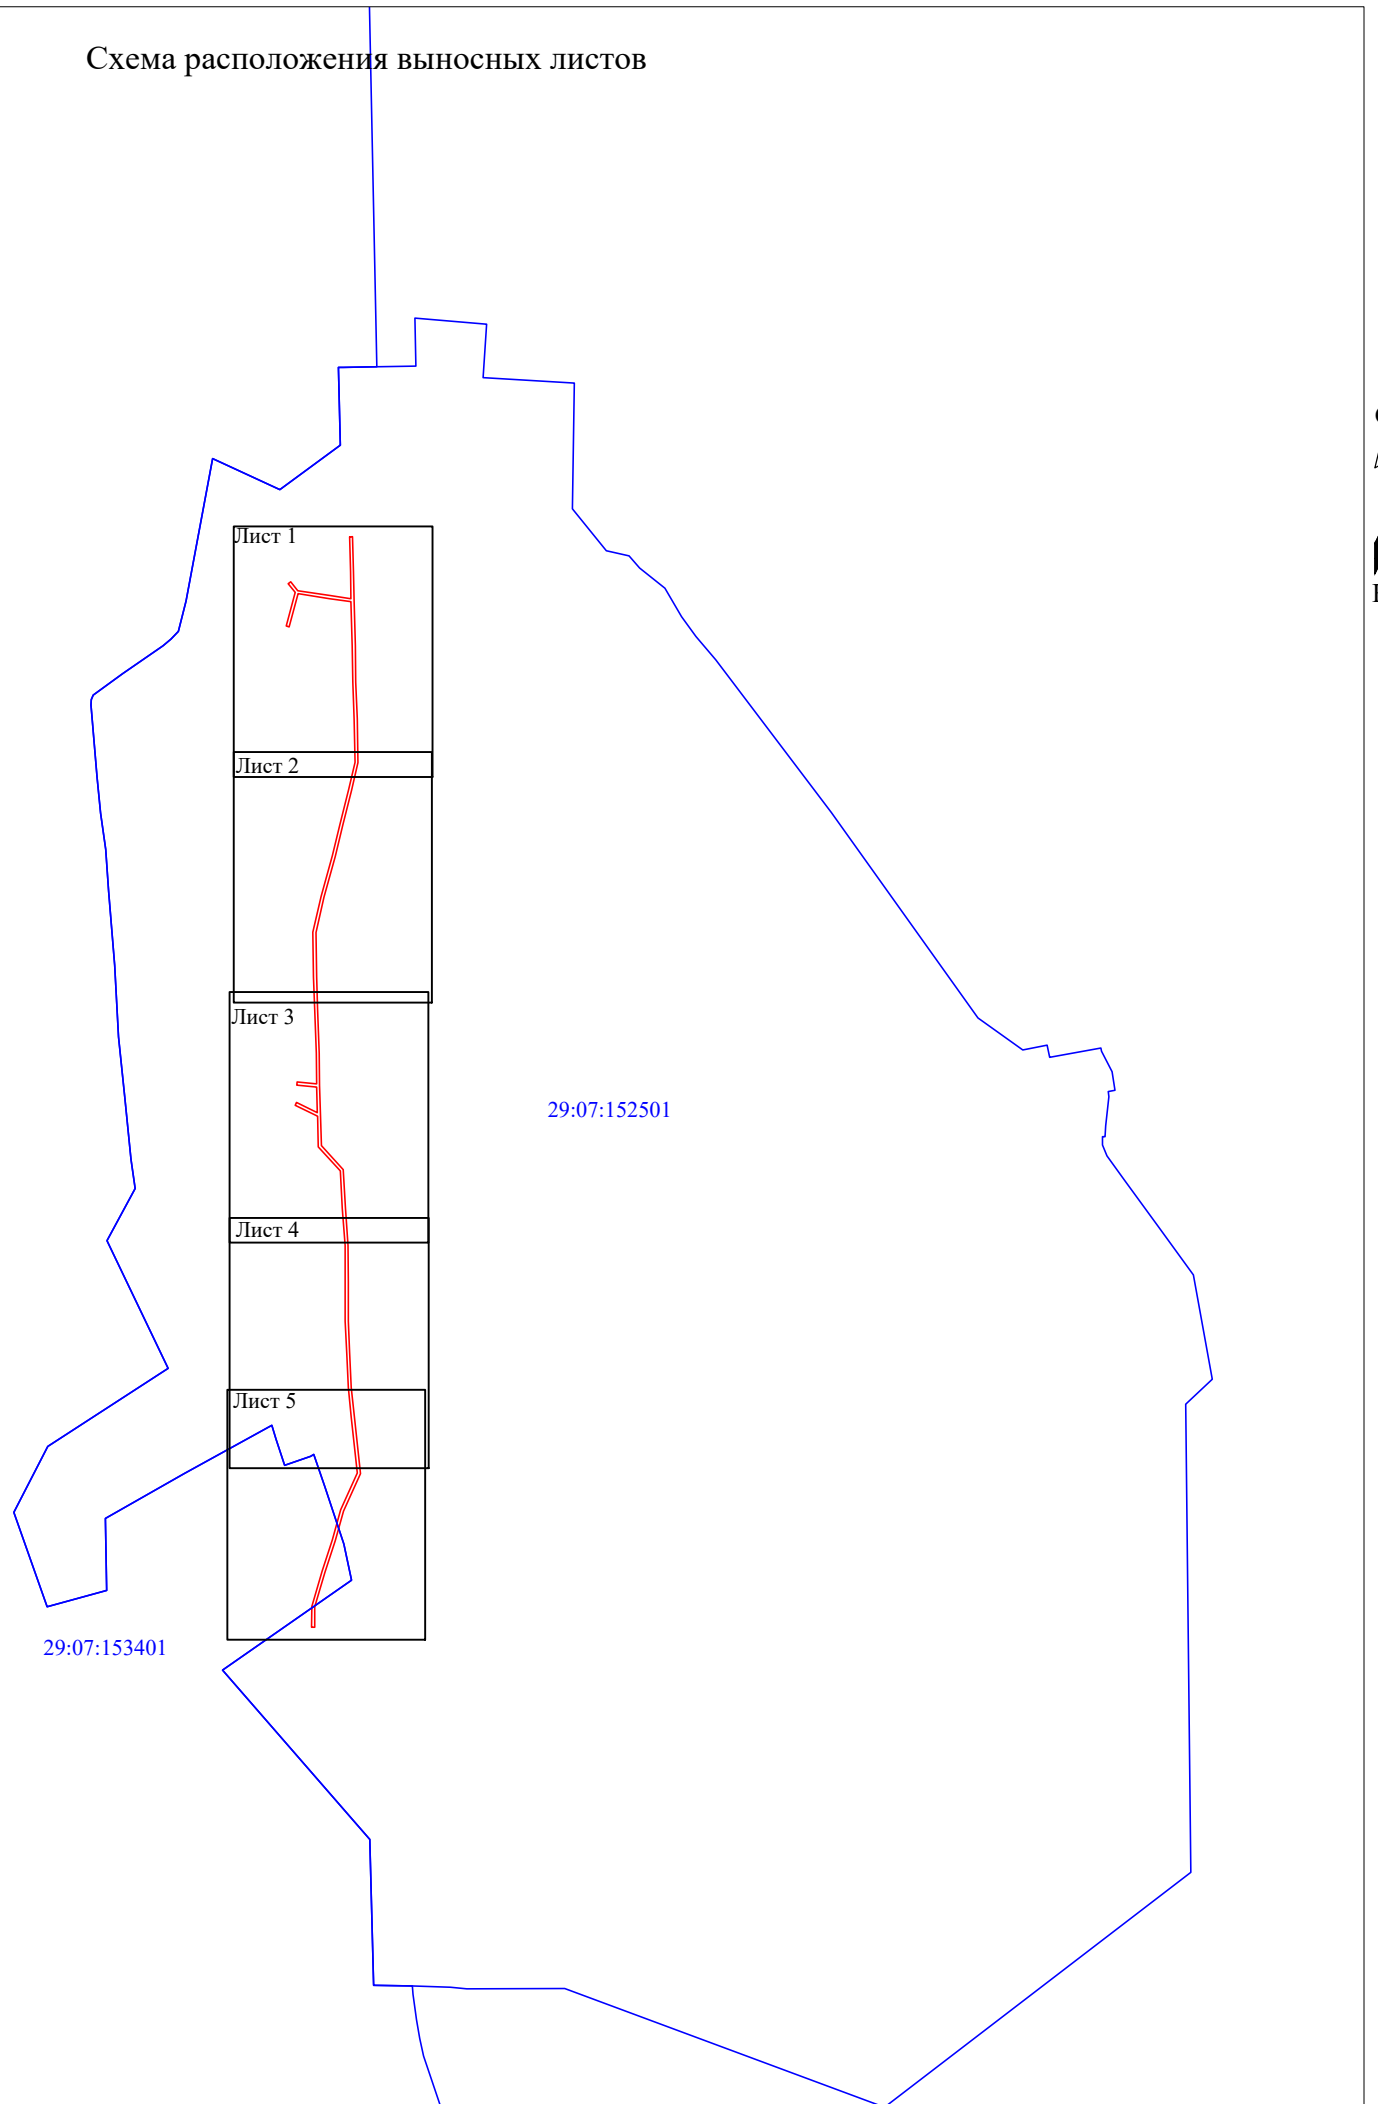 Схема расположения выносных листов
Лист 1
Лист 2
Лист 3
29:07:152501
Лист 4
Лист 5
29:07:153401